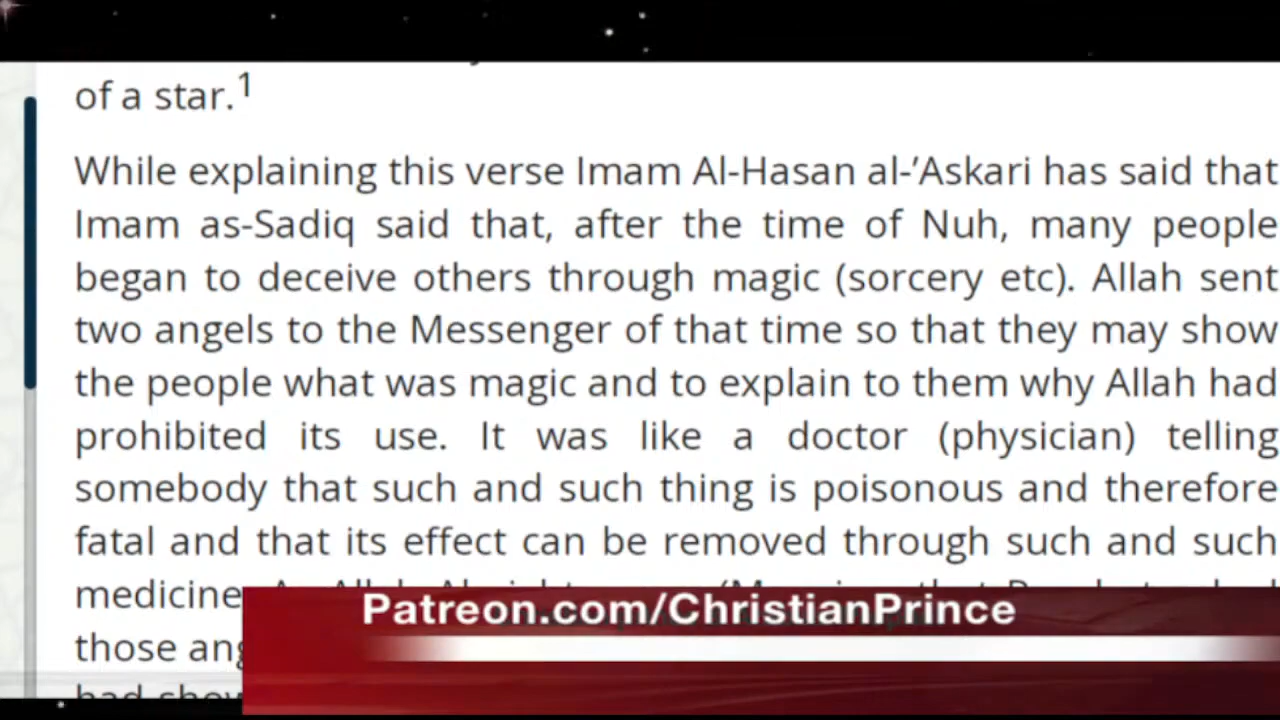 of a star.1
While explaining this verse Imam Al-Hasan al-’Askari has said that
Imam as-Sadiq said that, after the time of Nuh, many people
began to deceive others through magic (sorcery etc). Allah sent
two angels to the Messenger of that time so that they may show
the people what was magic and to explain to them why Allah had
prohibited its use. It was like a doctor (physician) telling
somebody that such and such thing is poisonous and therefore
fatal and that its effect can be removed through such and such
medicine
those
Patreon.com/ChristianPrince